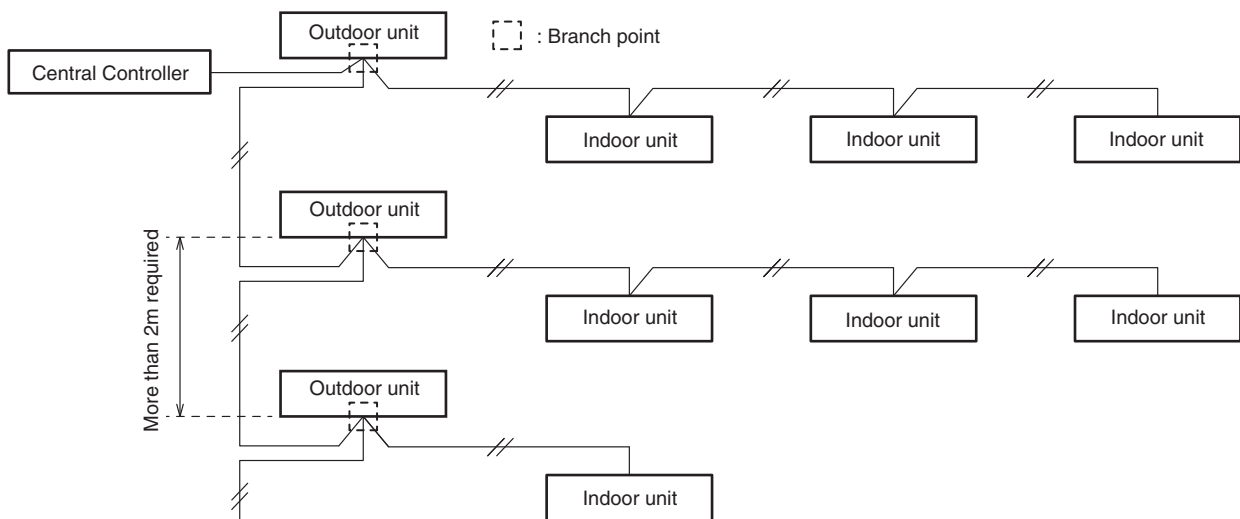 Outdoor unit
: Branch point
Central Controller
Indoor unit
Indoor unit
Indoor unit
Outdoor unit
More than 2m required
Indoor unit
Indoor unit
Indoor unit
Outdoor unit
Indoor unit